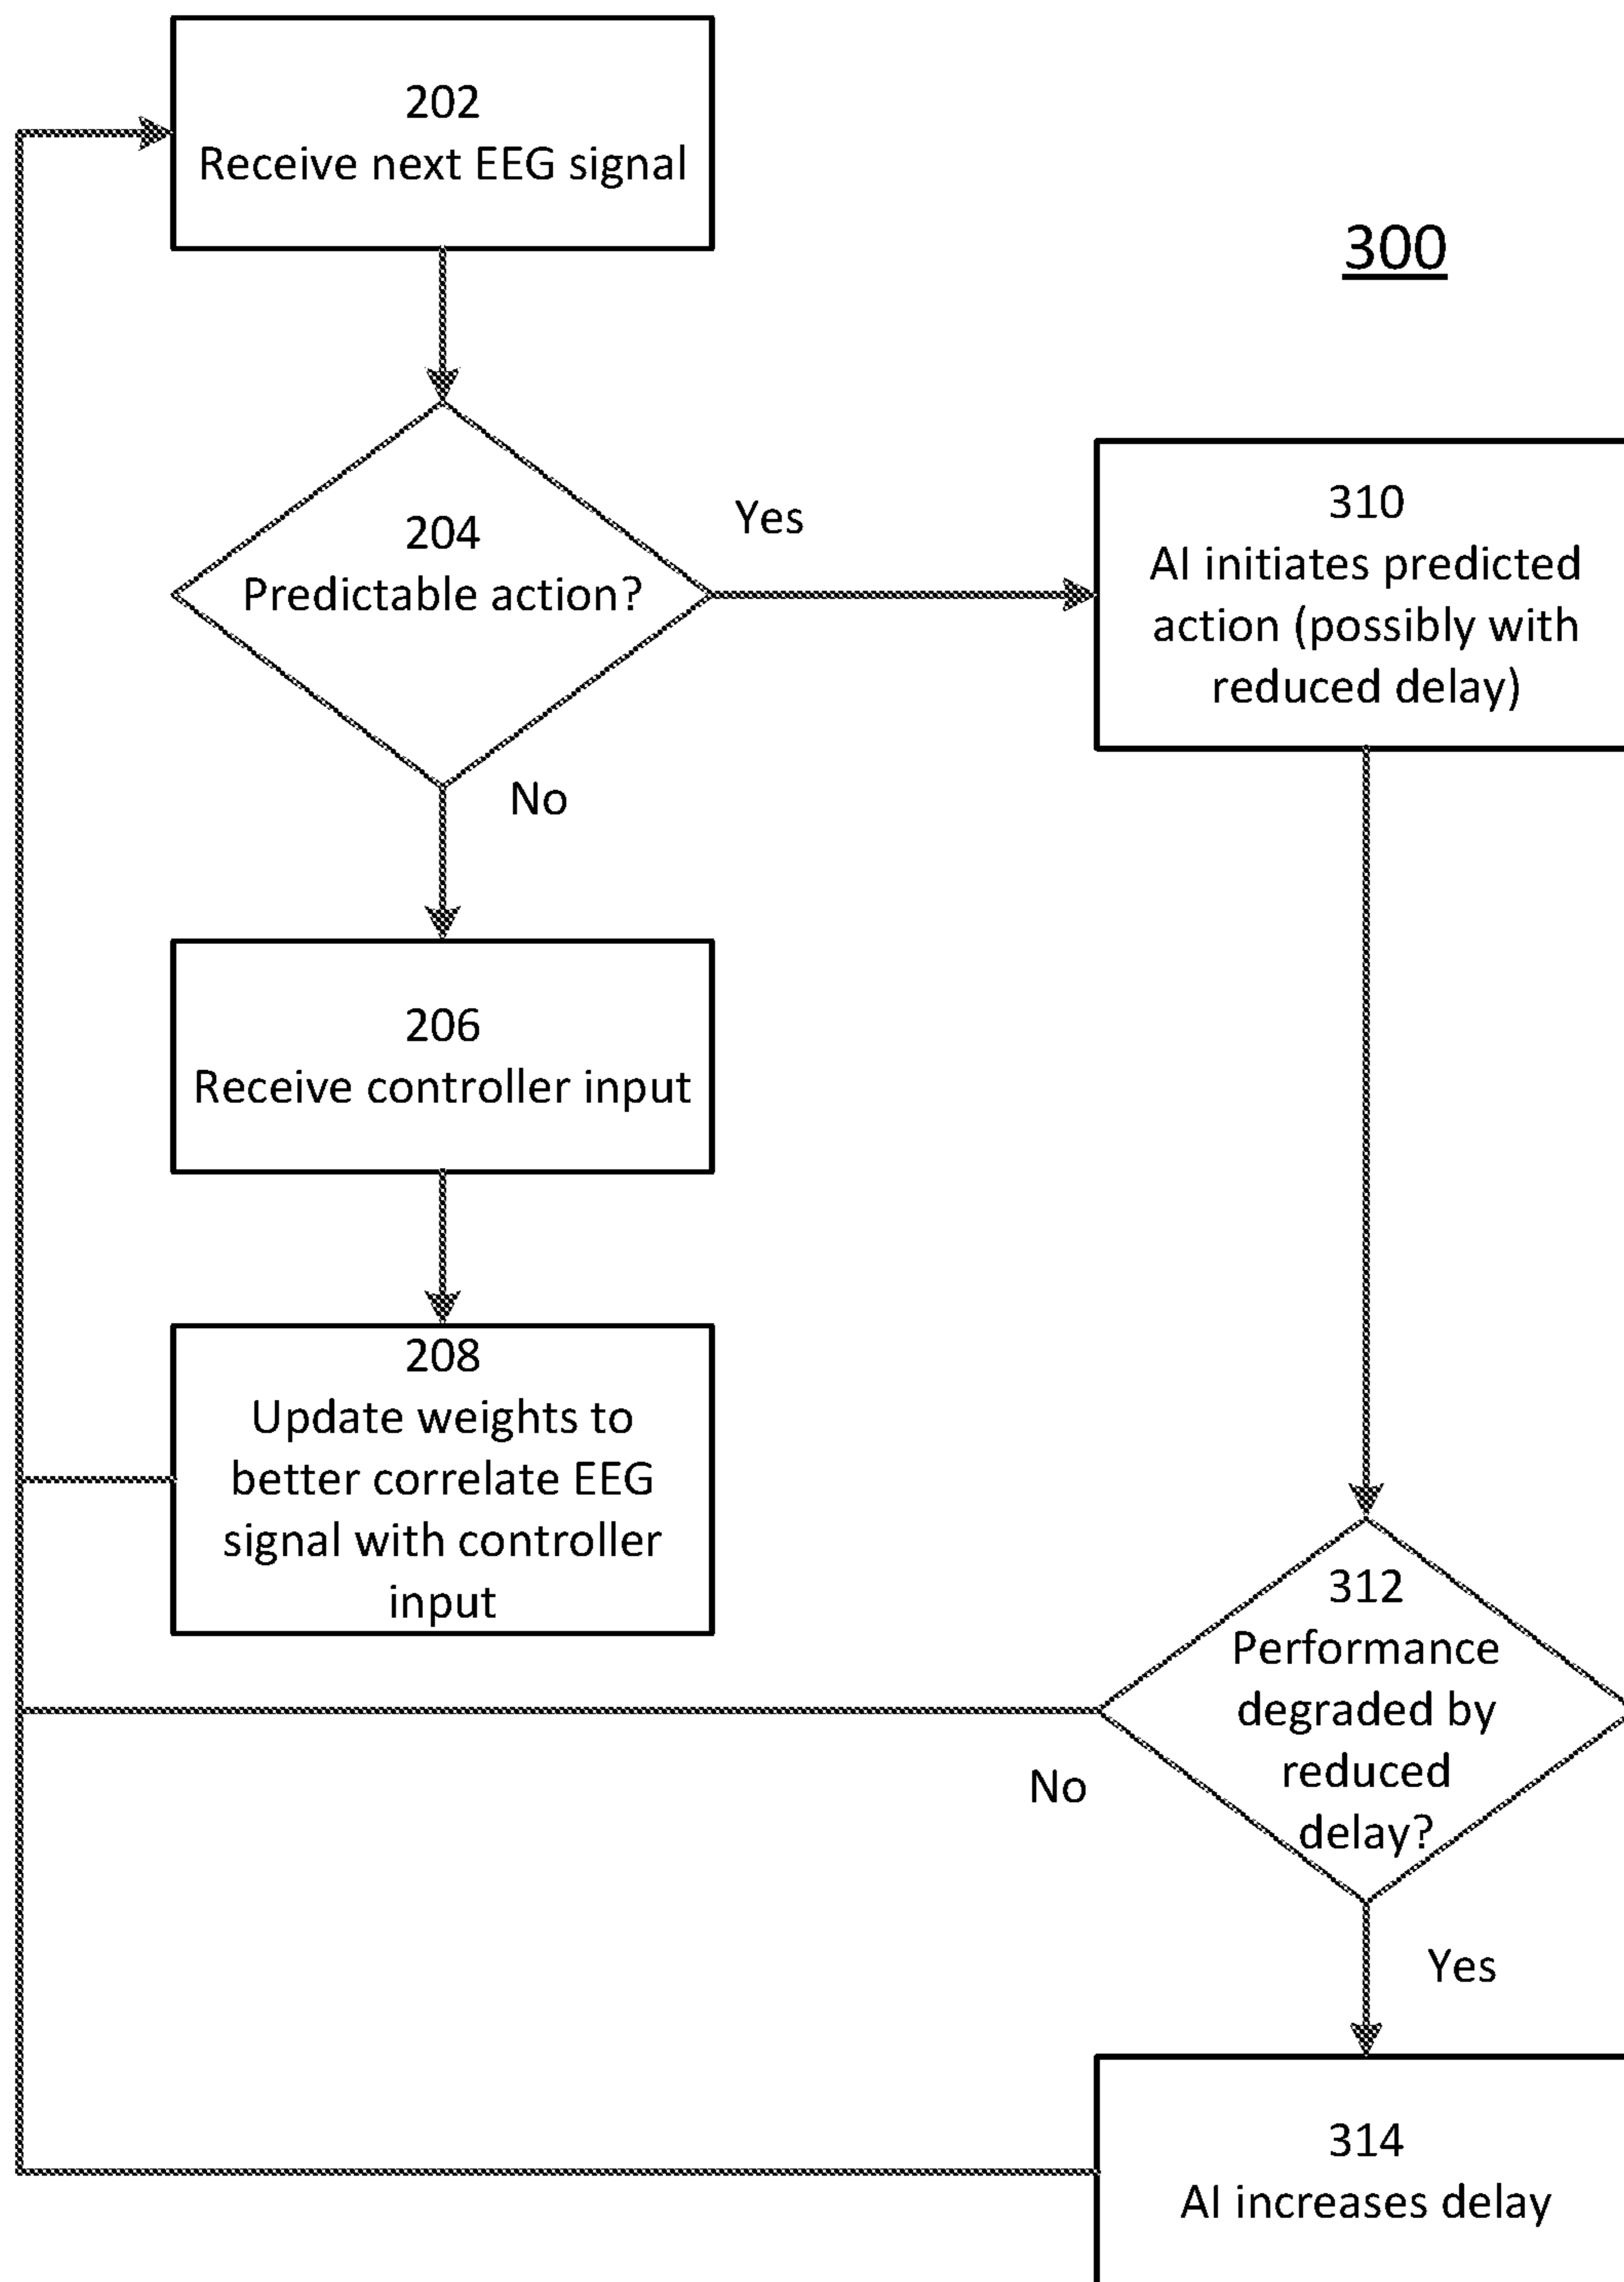 202
Receive next EEG signal
300
204
Predictable action?
Yes
310
AI initiates predicted
action (possibly with
reduced delay)
No
206
Receive controller input
208
Update weights to
better correlate EEG
signal with controller
input
312
Performance
degraded by
reduced
delay?
No
Yes
314
AI increases delay